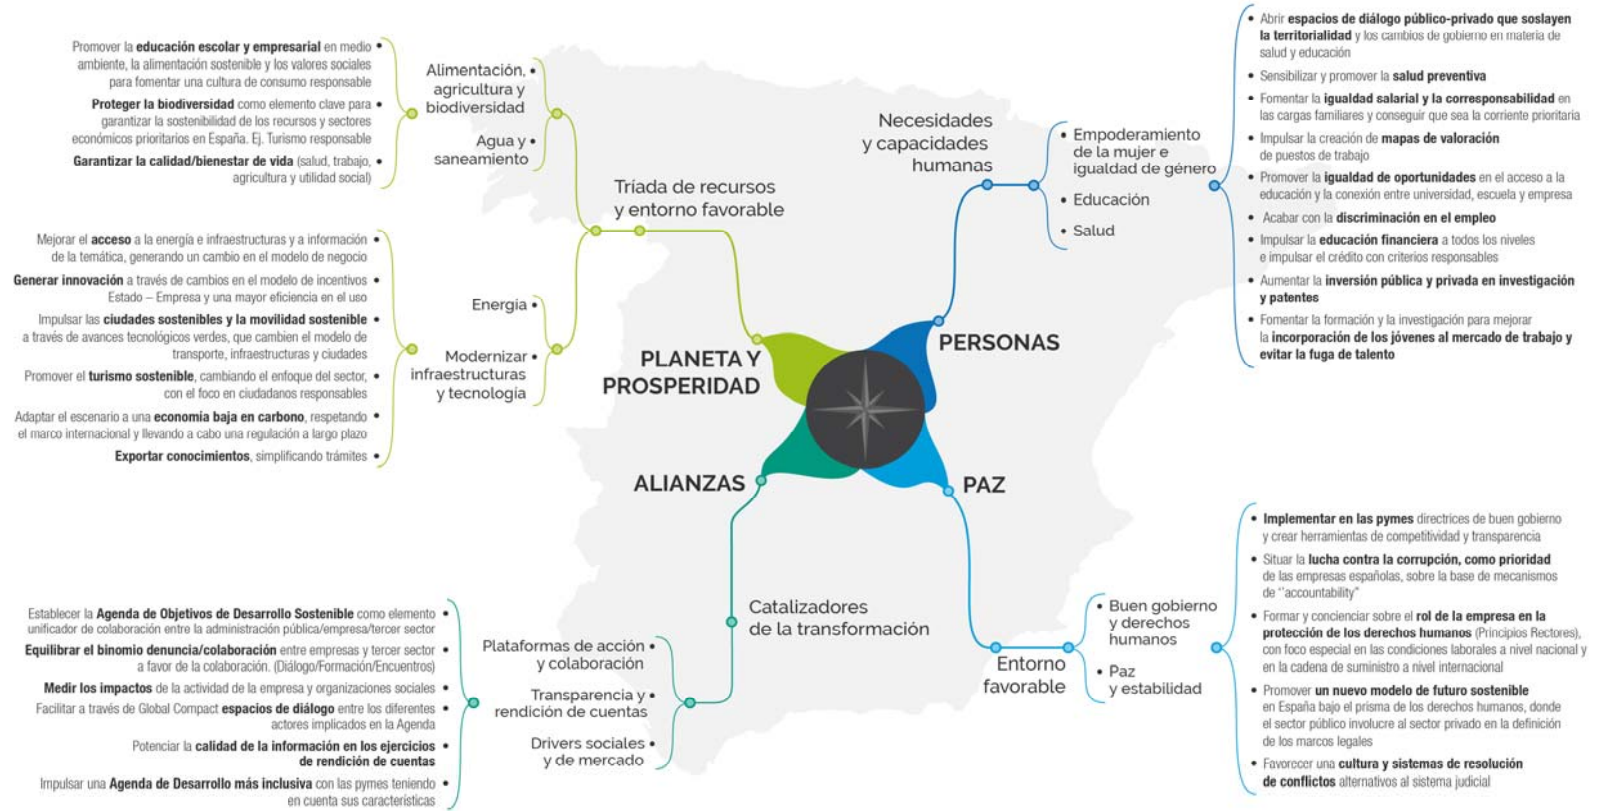 Promover la educación escolar y empresarial en medio •
ambiente, la alimentación sostenible y los valores sociales
para fomentar una cultura de consumo responsable
Proteger la biodiversidad como elemento clave para •
garantizar la sostenibilidad de los recursos y sectores
económicos prioritarios en España. Ej. Turismo responsable
Garantizar la calidad/bienestar de vida (salud, trabajo, •
agricultura y utilidad social)
Alimentación, •
agricultura y
biodiversidad
Agua y •
saneamiento
Tríada de recursos
y entorno favorable
Mejorar el acceso a la energía e infraestructuras y a información •
de la temática, generando un cambio en el modelo de negocio
Generar innovación a través de cambios en el modelo de incentivos •
Estado – Empresa y una mayor eficiencia en el uso
Impulsar las ciudades sostenibles y la movilidad sostenible •
a través de avances tecnológicos verdes, que cambien el modelo de
transporte, infraestructuras y ciudades
Promover el turismo sostenible, cambiando el enfoque del sector, •
con el foco en ciudadanos responsables
Adaptar el escenario a una economía baja en carbono, respetando •
el marco internacional y llevando a cabo una regulación a largo plazo
Exportar conocimientos, simplificando trámites •
Energía •
Modernizar •
infraestructuras
y tecnología
PLANETA Y
PROSPERIDAD
Necesidades
y capacidades
humanas
• Empoderamiento
de la mujer e
igualdad de género
• Educación
• Salud
• Abrir espacios de diálogo público-privado que soslayen
la territorialidad y los cambios de gobierno en materia de
salud y educación
• Sensibilizar y promover la salud preventiva
• Fomentar la igualdad salarial y la corresponsabilidad en
las cargas familiares y conseguir que sea la corriente prioritaria
• Impulsar la creación de mapas de valoración
de puestos de trabajo
• Promover la igualdad de oportunidades en el acceso a la
educación y la conexión entre universidad, escuela y empresa
• Acabar con la discriminación en el empleo
• Impulsar la educación financiera a todos los niveles
e impulsar el crédito con criterios responsables
• Aumentar la inversión pública y privada en investigación
y patentes
• Fomentar la formación y la investigación para mejorar
la incorporación de los jóvenes al mercado de trabajo y
evitar la fuga de talento
PERSONAS
ALIANZAS
PAZ
Catalizadores
de la transformación
Plataformas de acción •
y colaboración
Transparencia y •
rendición de cuentas
Drivers sociales •
y de mercado
Establecer la Agenda de Objetivos de Desarrollo Sostenible como elemento •
unificador de colaboración entre la administración pública/empresa/tercer sector
Equilibrar el binomio denuncia/colaboración entre empresas y tercer sector •
a favor de la colaboración. (Diálogo/Formación/Encuentros)
Medir los impactos de la actividad de la empresa y organizaciones sociales •
Facilitar a través de Global Compact espacios de diálogo entre los diferentes •
actores implicados en la Agenda
Potenciar la calidad de la información en los ejercicios •
de rendición de cuentas
Impulsar una Agenda de Desarrollo más inclusiva con las pymes teniendo •
en cuenta sus características
Entorno
favorable
• Buen gobierno
y derechos
humanos
• Paz
y estabilidad
• Implementar en las pymes directrices de buen gobierno
y crear herramientas de competitividad y transparencia
• Situar la lucha contra la corrupción, como prioridad
de las empresas españolas, sobre la base de mecanismos
de "accountability"
• Formar y concienciar sobre el rol de la empresa en la
protección de los derechos humanos (Principios Rectores),
con foco especial en las condiciones laborales a nivel nacional y
en la cadena de suministro a nivel internacional
• Promover un nuevo modelo de futuro sostenible
en España bajo el prisma de los derechos humanos, donde
el sector público involucre al sector privado en la definición
de los marcos legales
• Favorecer una cultura y sistemas de resolución
de conflictos alternativos al sistema judicial